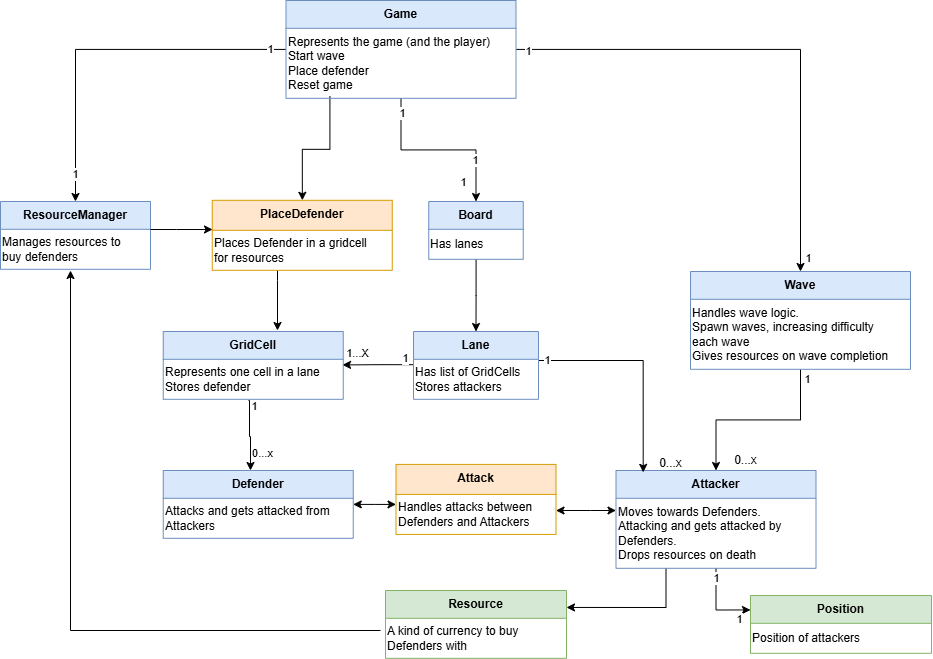 Game
Represents the game (and the player)
Start wave
Place defender
Reset game
1
1
1
1
1
1
1
ResourceManager
Manages resources to
buy defenders
PlaceDefender
Places Defender in a gridcell
for resources
Board
Has lanes
1
Wave
Handles wave logic.
Spawn waves, increasing difficulty
each wave
Gives resources on wave completion
GridCell
Represents one cell in a lane
Stores defender
1...X
1
Lane
Has list of GridCells
Stores attackers
1
1
1
0...x
0...X
0...X
Defender
Attacks and gets attacked from
Attackers
Attack
Handles attacks between
Defenders and Attackers
Attacker
Moves towards Defenders.
Attacking and gets attacked by
Defenders.
Drops resources on death
1
1
Resource
A kind of currency to buy
Defenders with
Position
Position of attackers